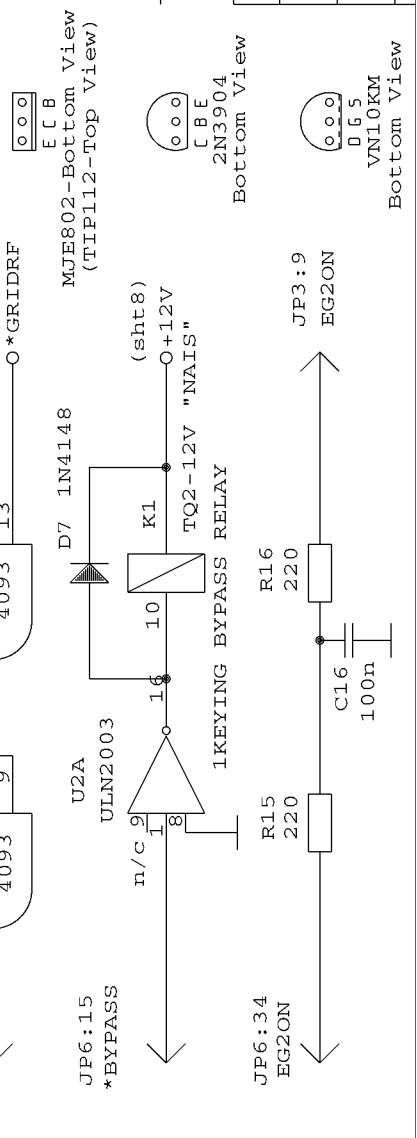 E C B
MJE802-Bottom View
(TIP112-Top View)
C B E
2N3904
Bottom View
D G S
VN10KM
Bottom View
*GRIDRF
13
4093
9
4093
(sht8)
+12V
D7 1N4148
K1
TQ2-12V "NAIS"
10
1
KEYING BYPASS RELAY
16
U2A
ULN2003
n/c
9
1
8
JP6:15
*BYPASS
JP3:9
EG2ON
R16
220
C16
100n
R15
220
JP6:34
EG2ON